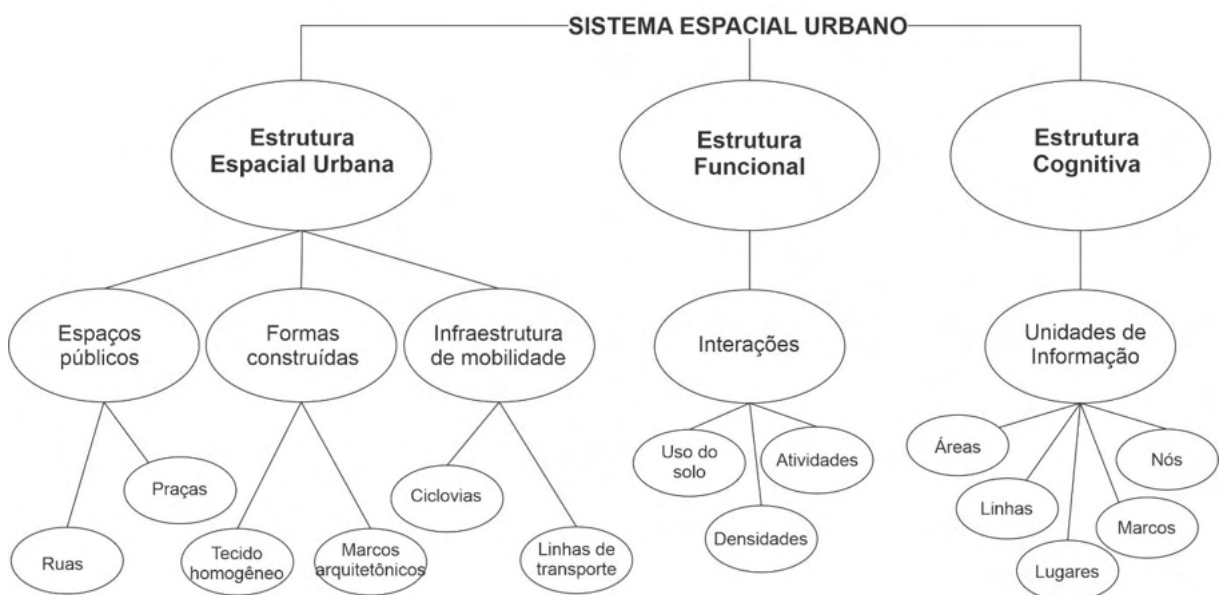 SISTEMA ESPACIAL URBANO
Estrutura
Espacial Urbana
Estrutura
Funcional
Estrutura
Cognitiva
Espaços
públicos
Formas
construídas
Infraestrutura
de mobilidade
Interações
Unidades de
Informação
Ruas
Praças
Tecido
homogêneo
Marcos
arquitetônicos
Ciclovias
Linhas de
transporte
Uso do
solo
Densidades
Atividades
Áreas
Linhas
Lugares
Marcos
Nós